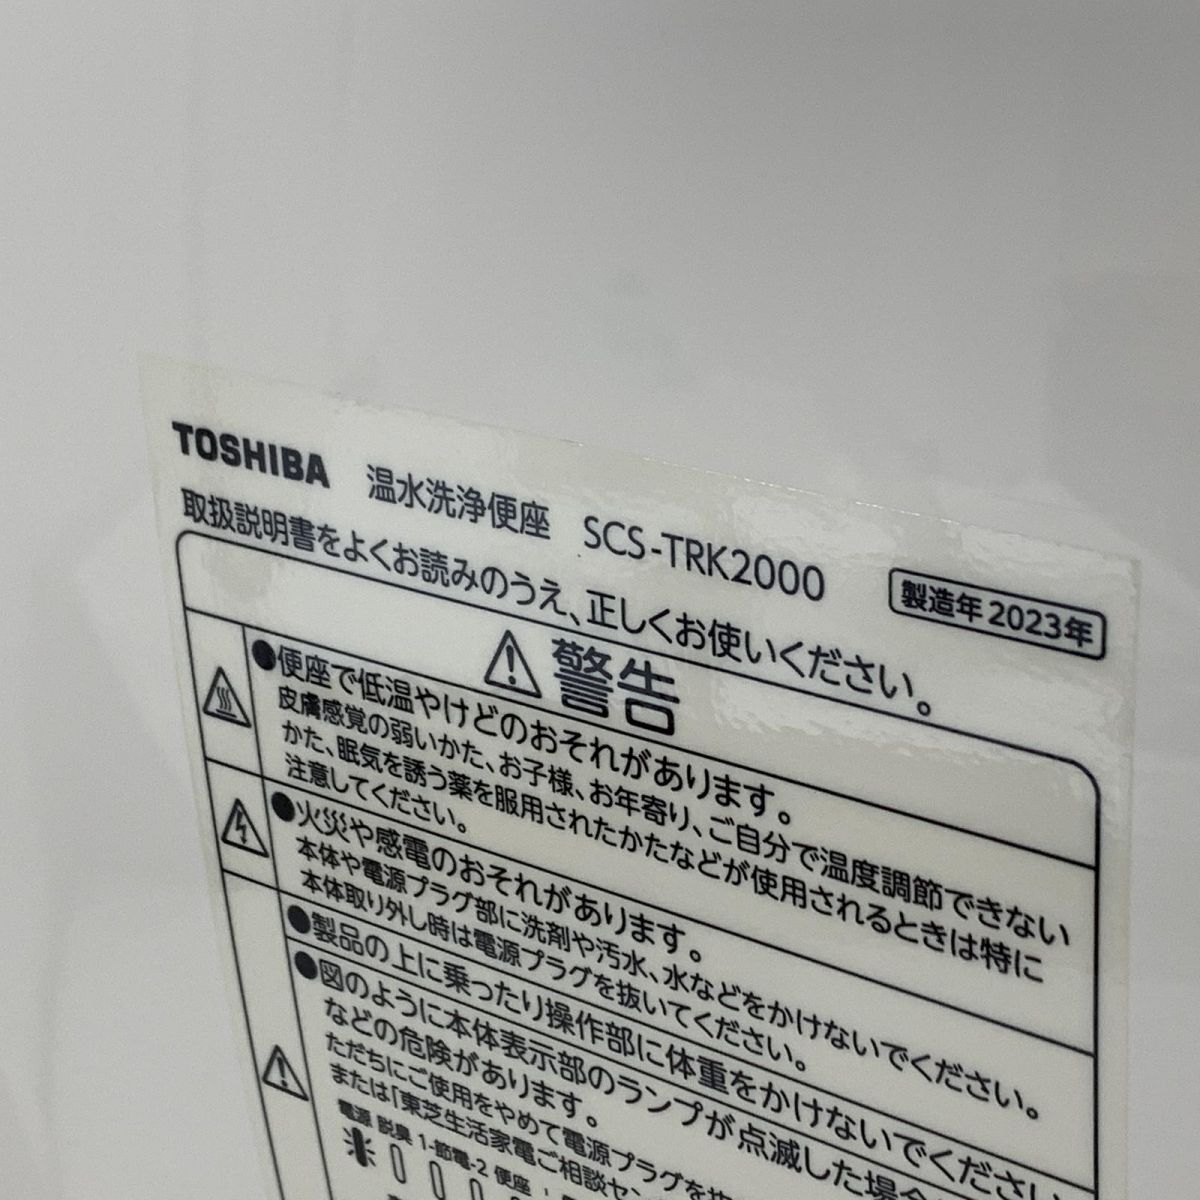 TOSHIBA 温水洗浄便座 SCS-TRK2000 製造年 2023年
取扱説明書をよくお読みのうえ、正しくお使いください。
警告
●便座で低温やけどのおそれがあります。
皮膚感覚の弱いかた、お子様、お年寄り、ご自分で温度調節できない
かた、眠気を誘う薬を服用されたかたなどが使用されるときは特に
注意してください。
●火災や感電のおそれがあります。
本体や電源プラグ部に洗剤や汚水、水などをかけないでください。
本体取り外し時は電源プラグを抜いてください。
●製品の上に乗ったり操作部に体重をかけないでください
●図のように本体表示部のランプが点滅した場合
などの危険があります。
ただちにご使用をやめて電源プラグを抜
または「東芝生活家電ご相談セン
電源 脱臭 1-節電-2 便座